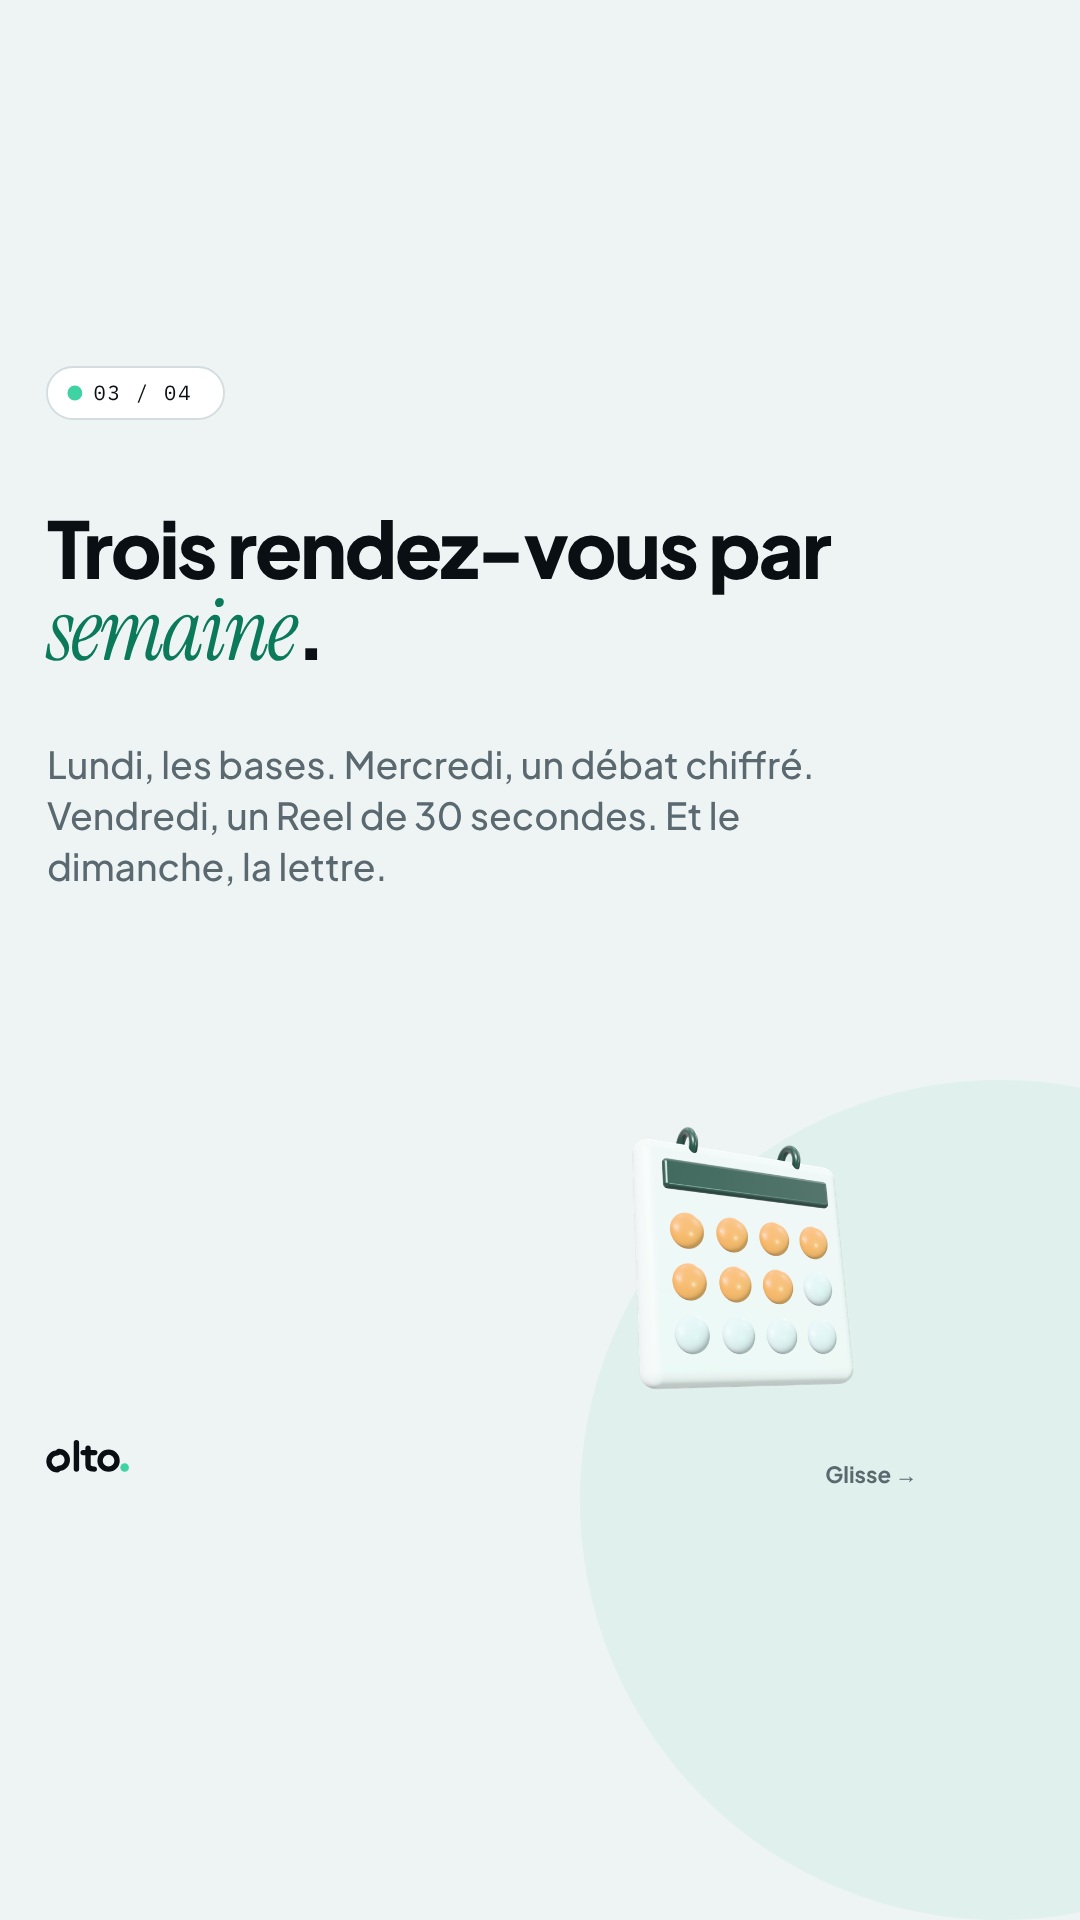 03 / 04
Trois rendez-vous par
semaine.
Lundi, les bases. Mercredi, un débat chiffré.
Vendredi, un Reel de 30 secondes. Et le
dimanche, la lettre.
olto.
Glisse →